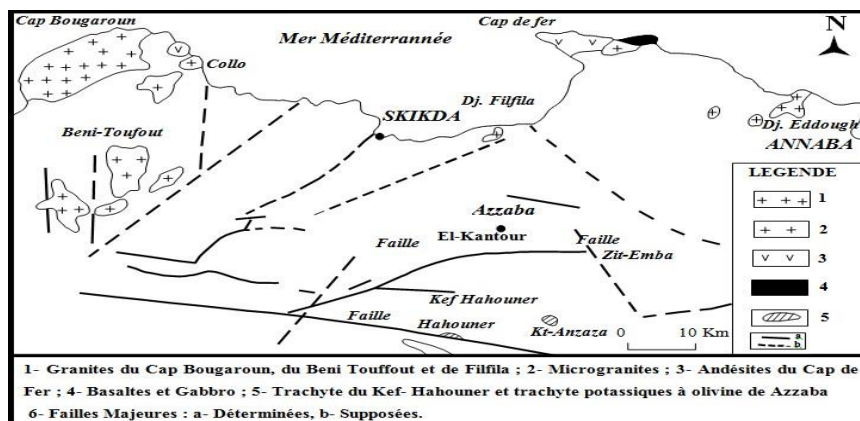 Cap Bougaroun
Mer Méditerrannée
Cap de fer
N
Collo
SKIKDA
Dj. Filfila
Beni-Toufout
Dj. Eddough
ANNABA
LEGENDE
1
2
3
4
5
a.
b.
Azzaba
El-Kantour
Faille
Faille
Zit-Emba
Kef Hahouner
Faille
Hahouner
Kt-Anzaza
0 10 Km
1- Granites du Cap Bougaroun, du Beni Touffout et de Filfila ; 2- Microgranites ; 3- Andésites du Cap de
Fer ; 4- Basaltes et Gabbro ; 5- Trachyte du Kef- Hahouner et trachyte potassiques à olivine de Azzaba
6- Failles Majeures : a- Déterminées, b- Supposées.